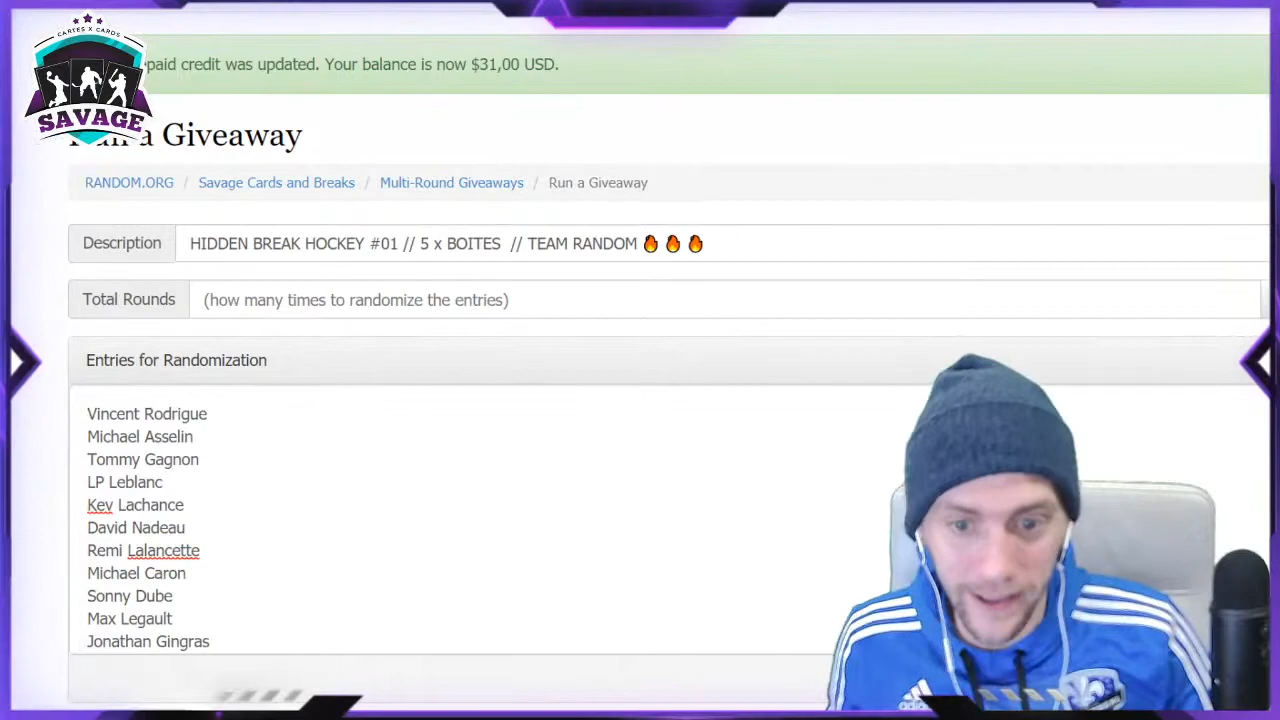 CARTES X CARDS
SAVAGE
paid credit was updated. Your balance is now $31,00 USD.
a Giveaway
RANDOM.ORG / Savage Cards and Breaks / Multi-Round Giveaways / Run a Giveaway
Description HIDDEN BREAK HOCKEY #01 // 5 x BOITES // TEAM RANDOM 🔥🔥🔥
Total Rounds (how many times to randomize the entries)
Entries for Randomization
Vincent Rodrigue
Michael Asselin
Tommy Gagnon
LP Leblanc
Kev Lachance
David Nadeau
Remi Lalancette
Michael Caron
Sonny Dube
Max Legault
Jonathan Gingras
adidas